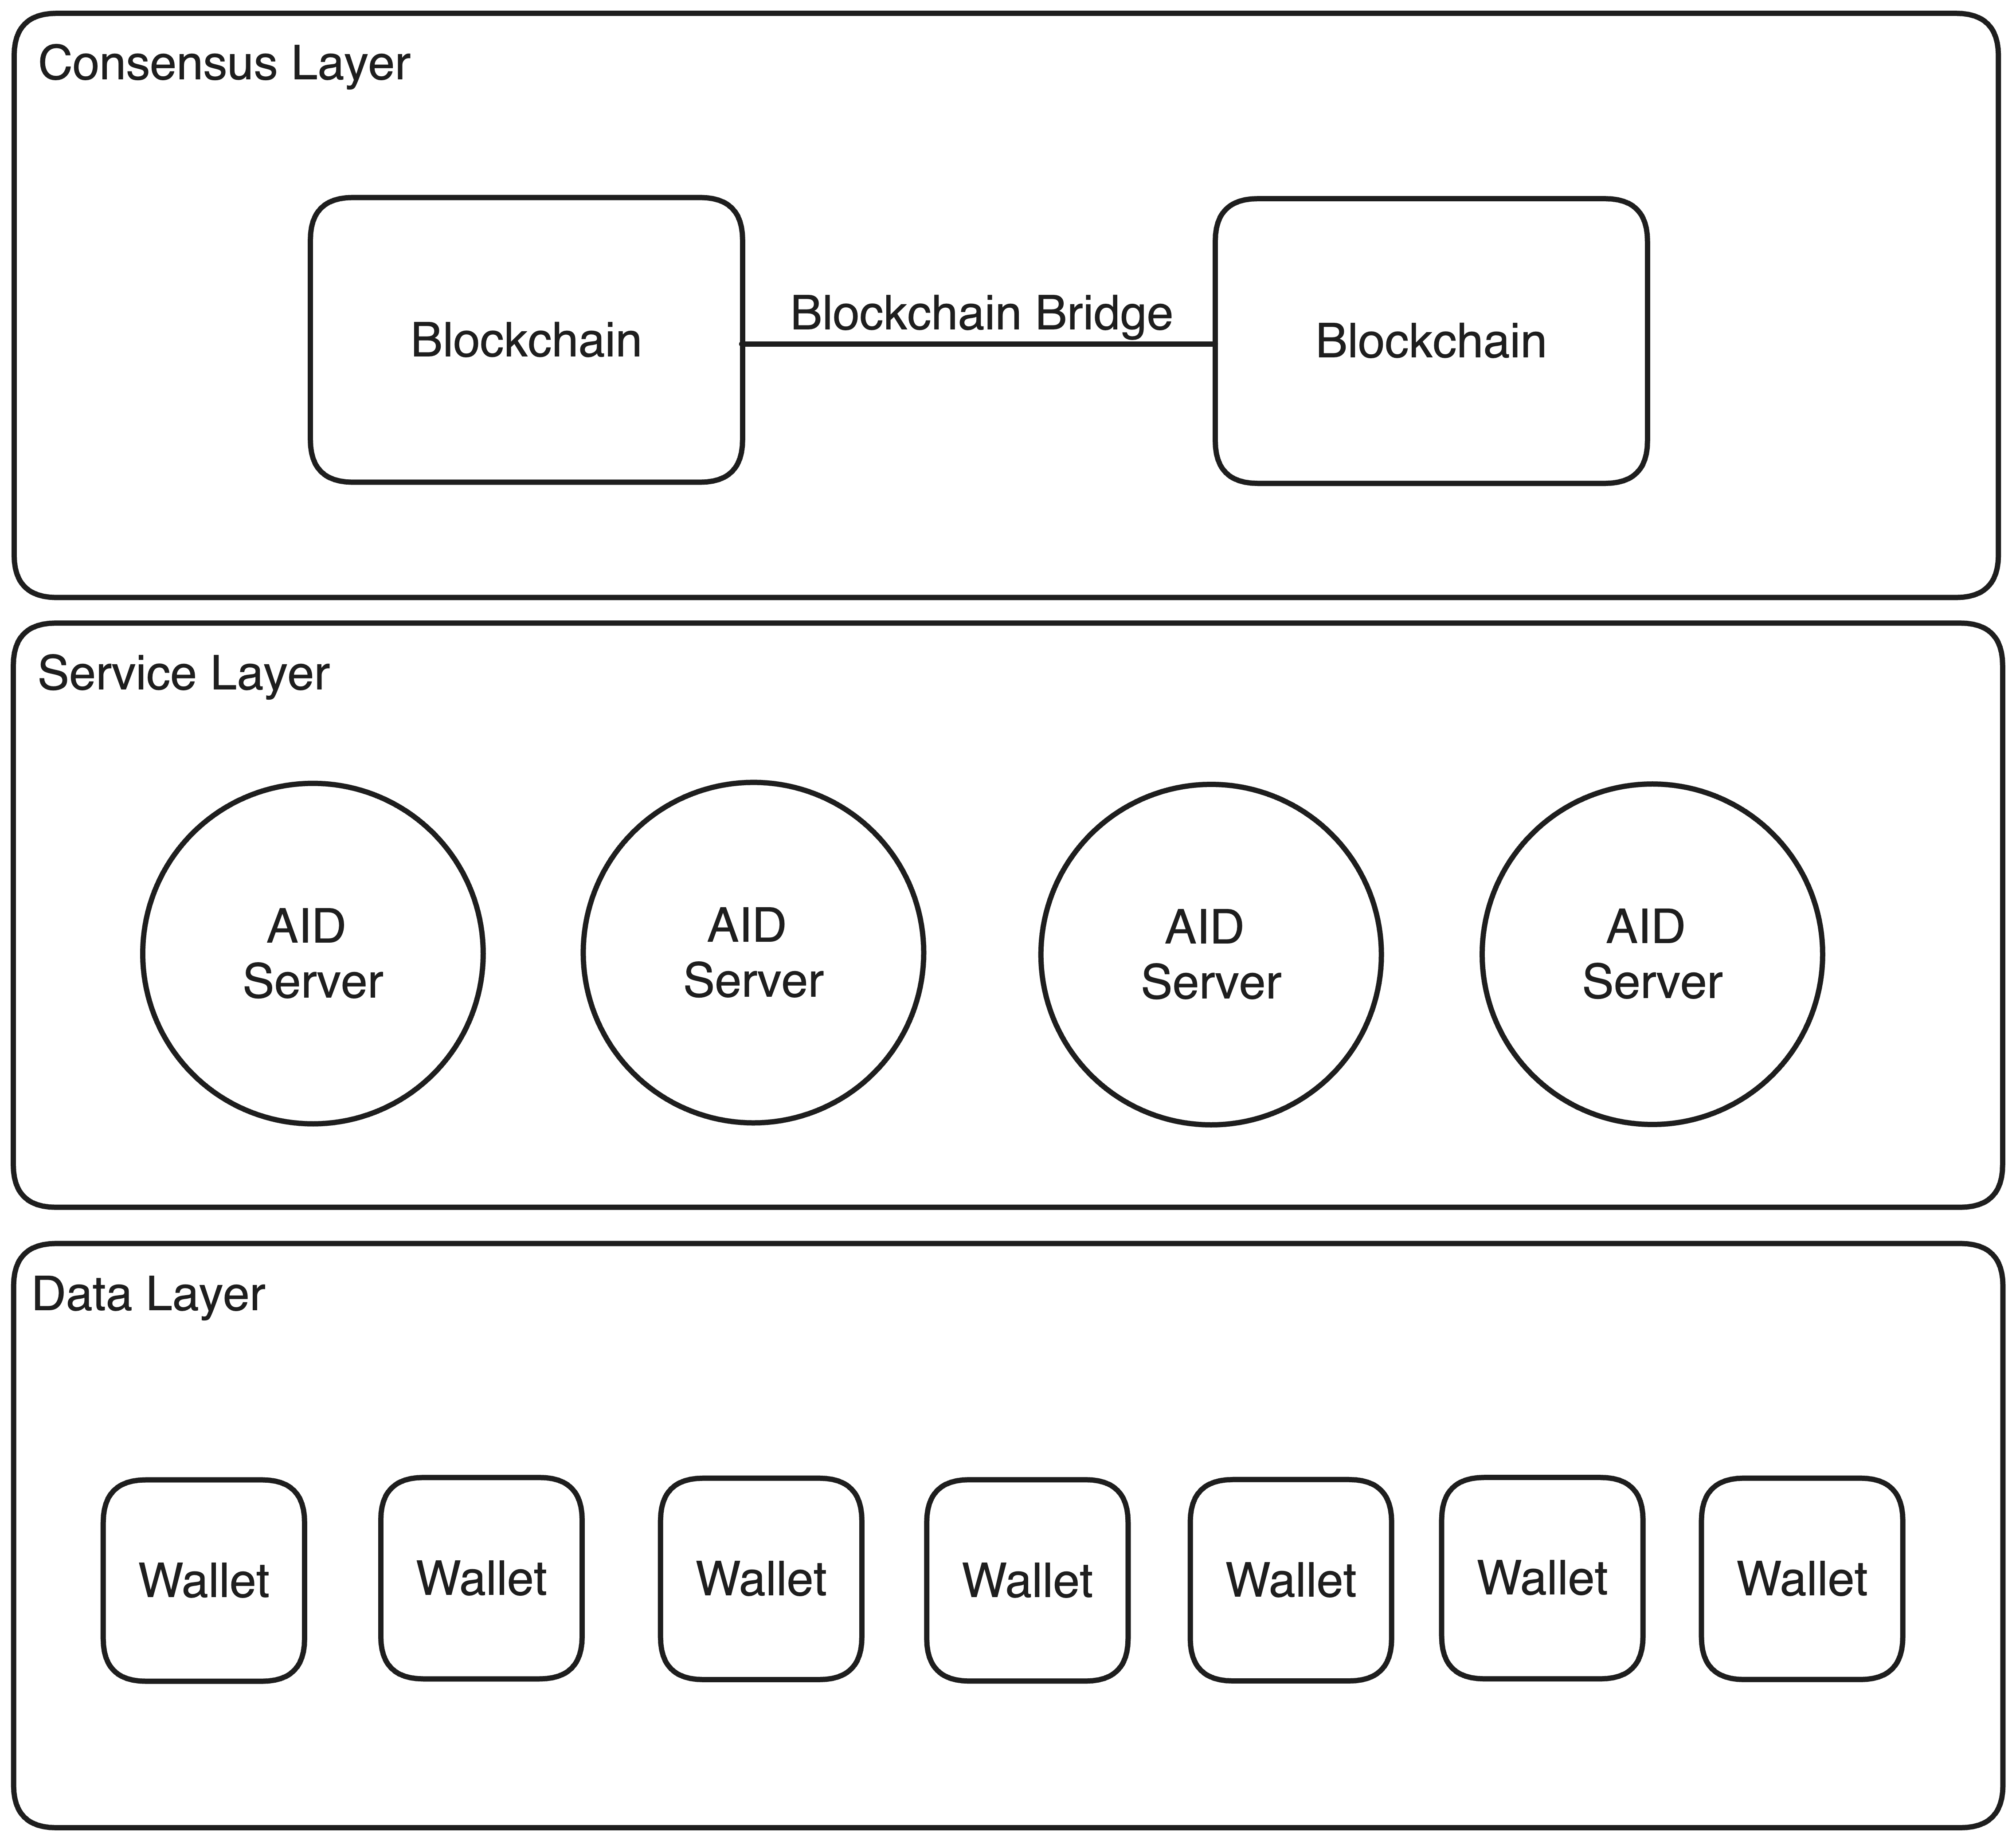 Consensus Layer
Blockchain
Blockchain Bridge
Blockchain
Service Layer
AID
Server
AID
Server
AID
Server
AID
Server
Data Layer
Wallet
Wallet
Wallet
Wallet
Wallet
Wallet
Wallet